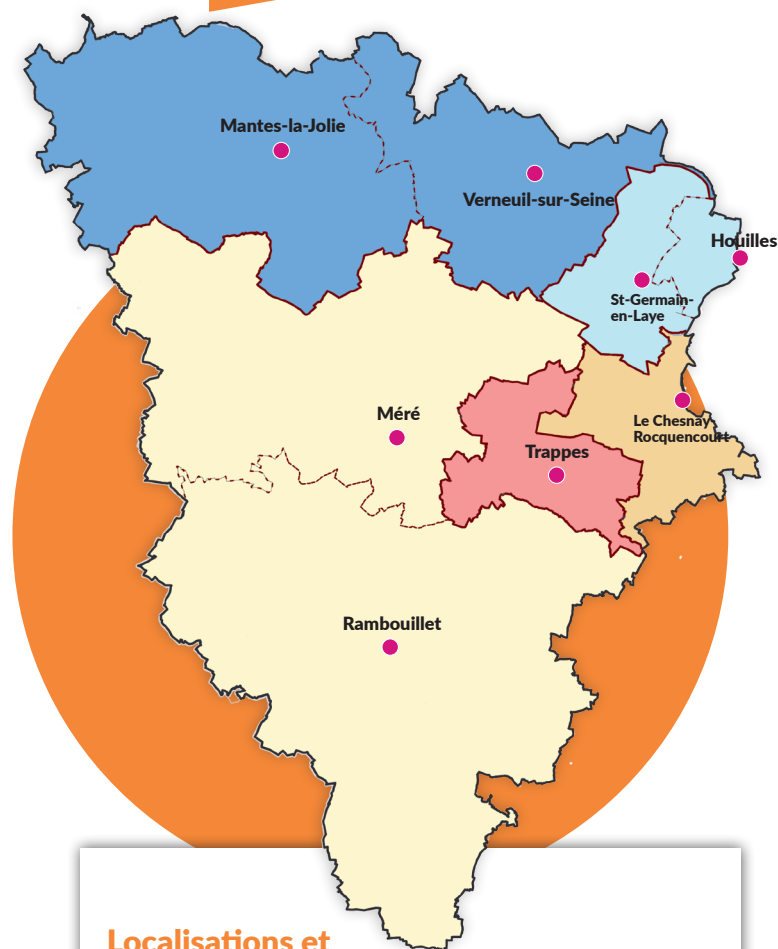 Mantes-la-Jolie
Verneuil-sur-Seine
Houilles
St-Germain-
en-Laye
Méré
Le Chesnay
Rocquencourt
Trappes
Rambouillet
Localisations et